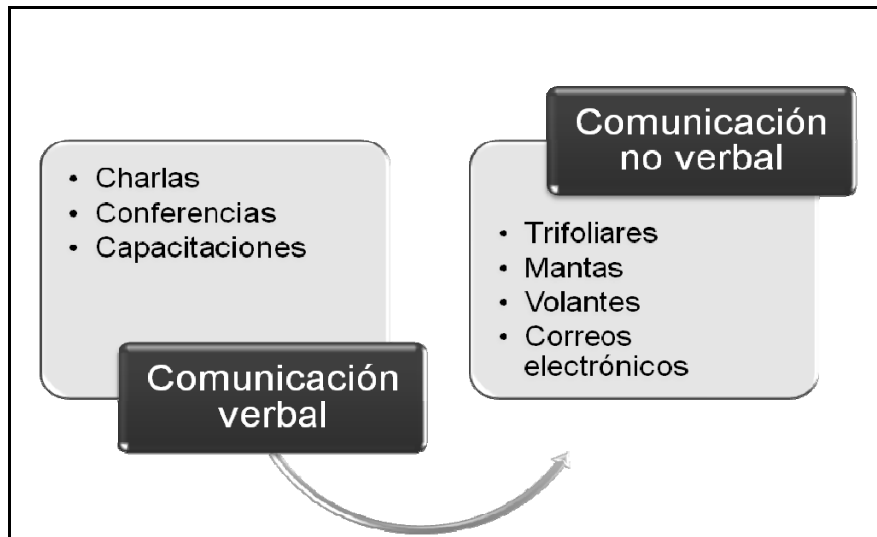 • Charlas
• Conferencias
• Capacitaciones
Comunicación
verbal
Comunicación
no verbal
• Trifoliares
• Mantas
• Volantes
• Correos
electrónicos